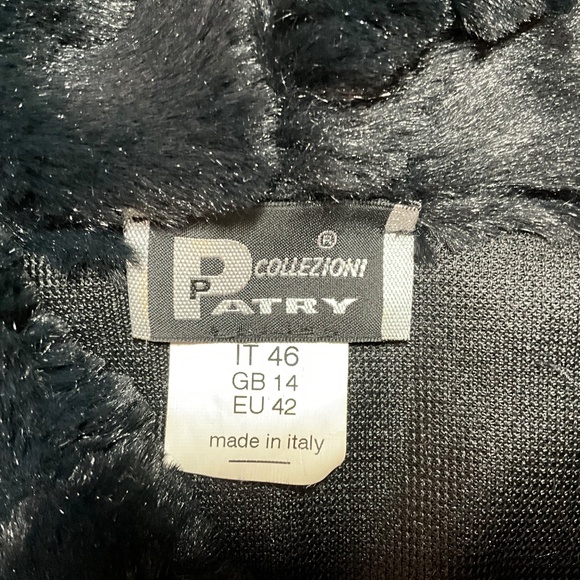 ® 
COLLEZIONI
P
PATRY
IT 46
GB 14
EU 42
made in italy